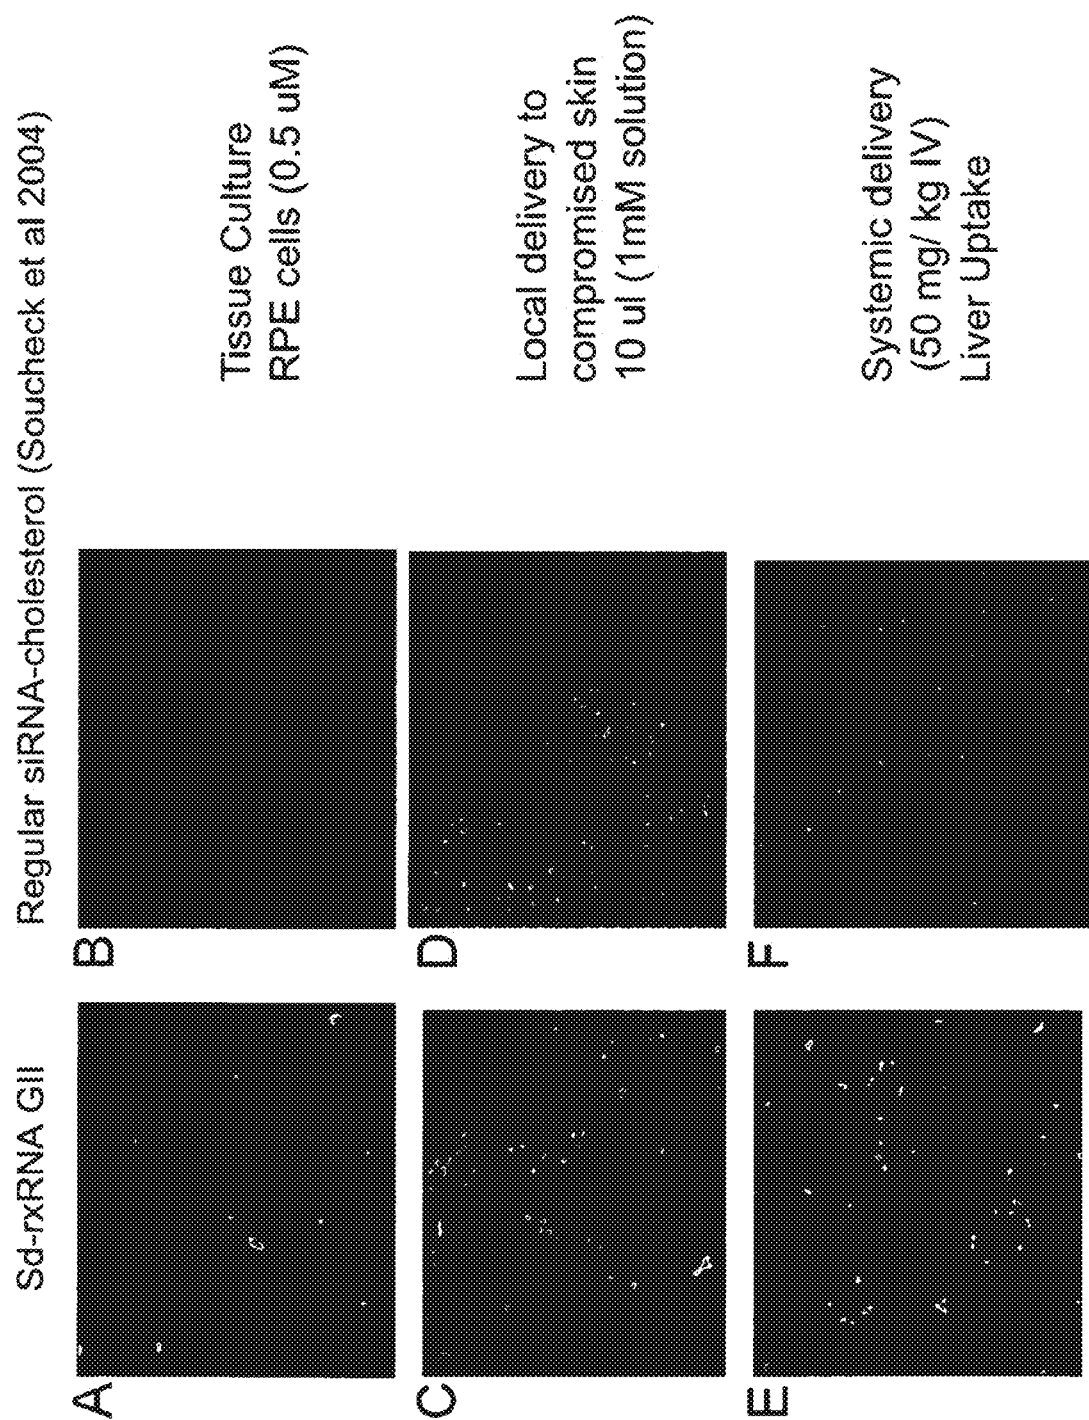 Sd-rxRNA GII
Regular siRNA-cholesterol (Soucheck et al 2004)
A
B
Tissue Culture
RPE cells (0.5 uM)
C
D
Local delivery to
compromised skin
10 ul (1mM solution)
E
F
Systemic delivery
(50 mg/ kg IV)
Liver Uptake